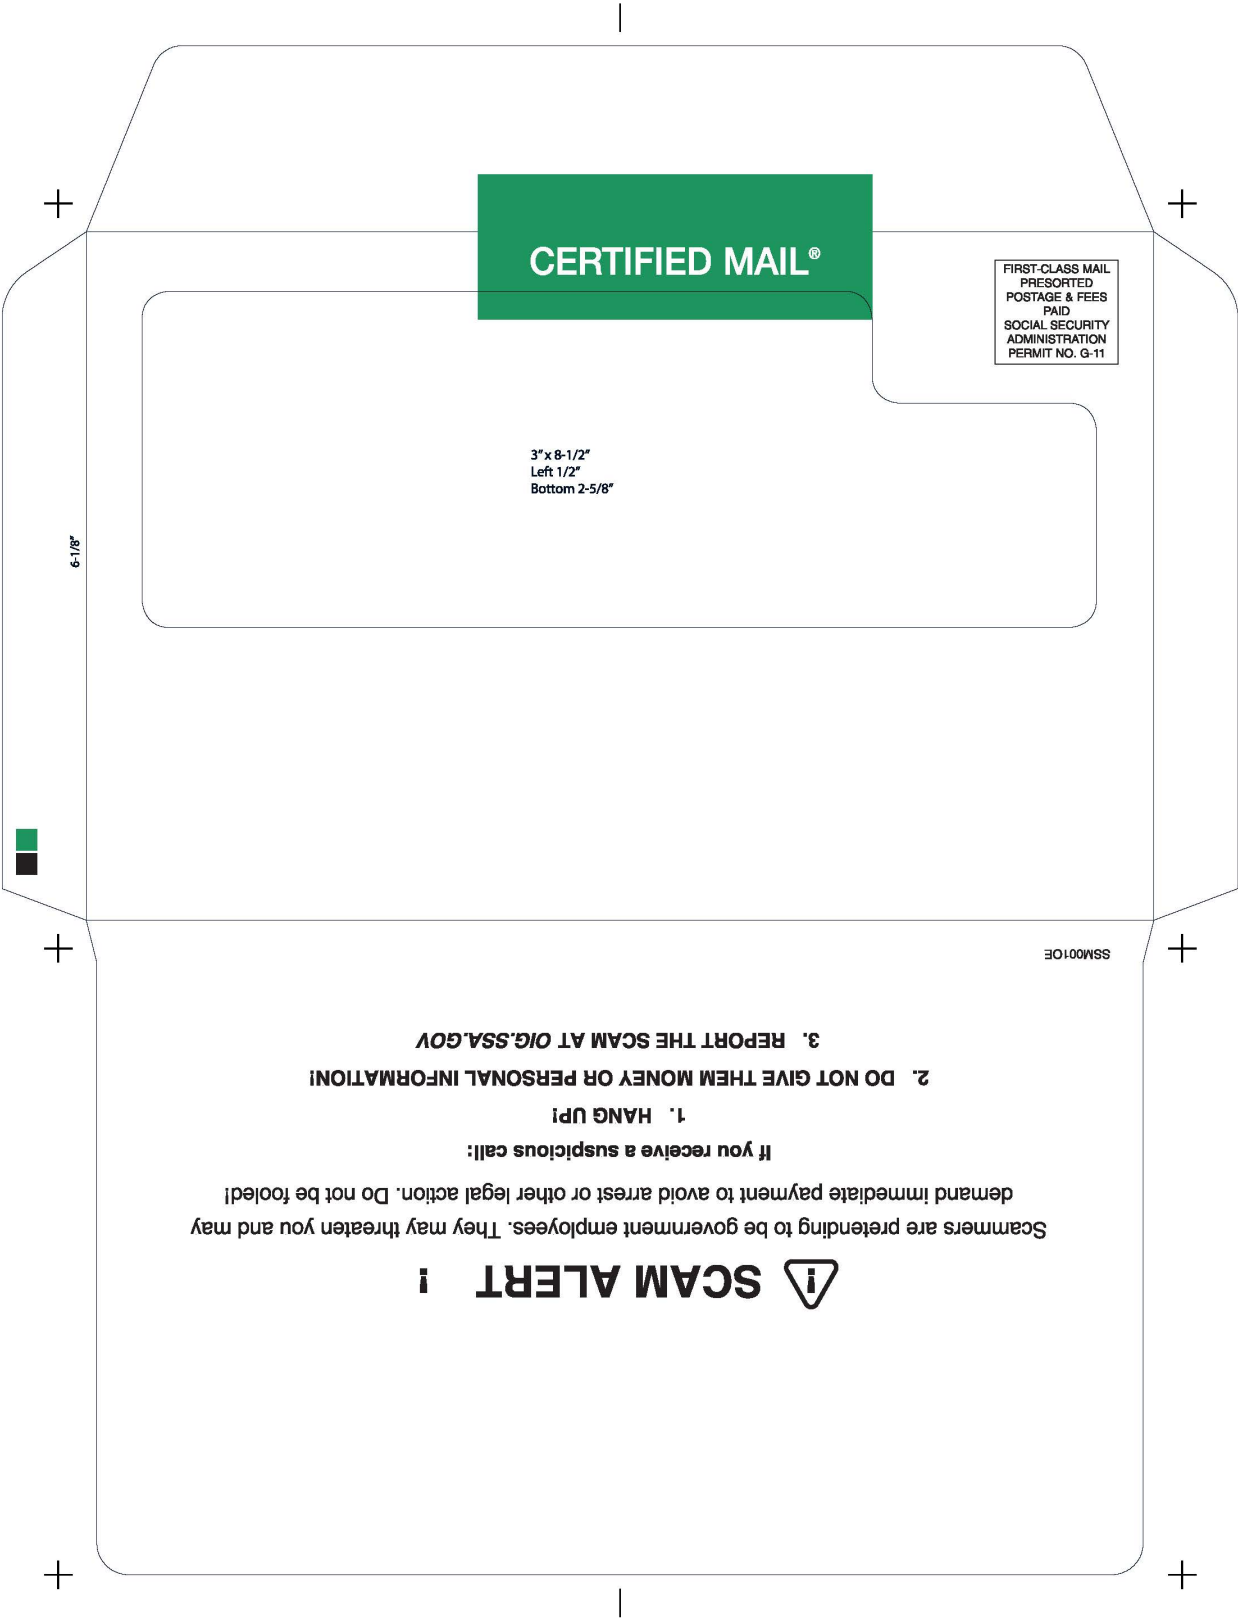 CERTIFIED MAIL®
FIRST-CLASS MAIL
PRESORTED
POSTAGE & FEES
PAID
SOCIAL SECURITY
ADMINISTRATION
PERMIT NO. G-11
3” x 8-1/2”
Left 1/2”
Bottom 2-5/8”
6-1/8”
! SCAM ALERT !
Scammers are pretending to be government employees. They may threaten you and may
demand immediate payment to avoid arrest or other legal action. Do not be fooled!
If you receive a suspicious call:
1. HANG UP!
2. DO NOT GIVE THEM MONEY OR PERSONAL INFORMATION!
3. REPORT THE SCAM AT OIG.SSA.GOV
SSM001OE